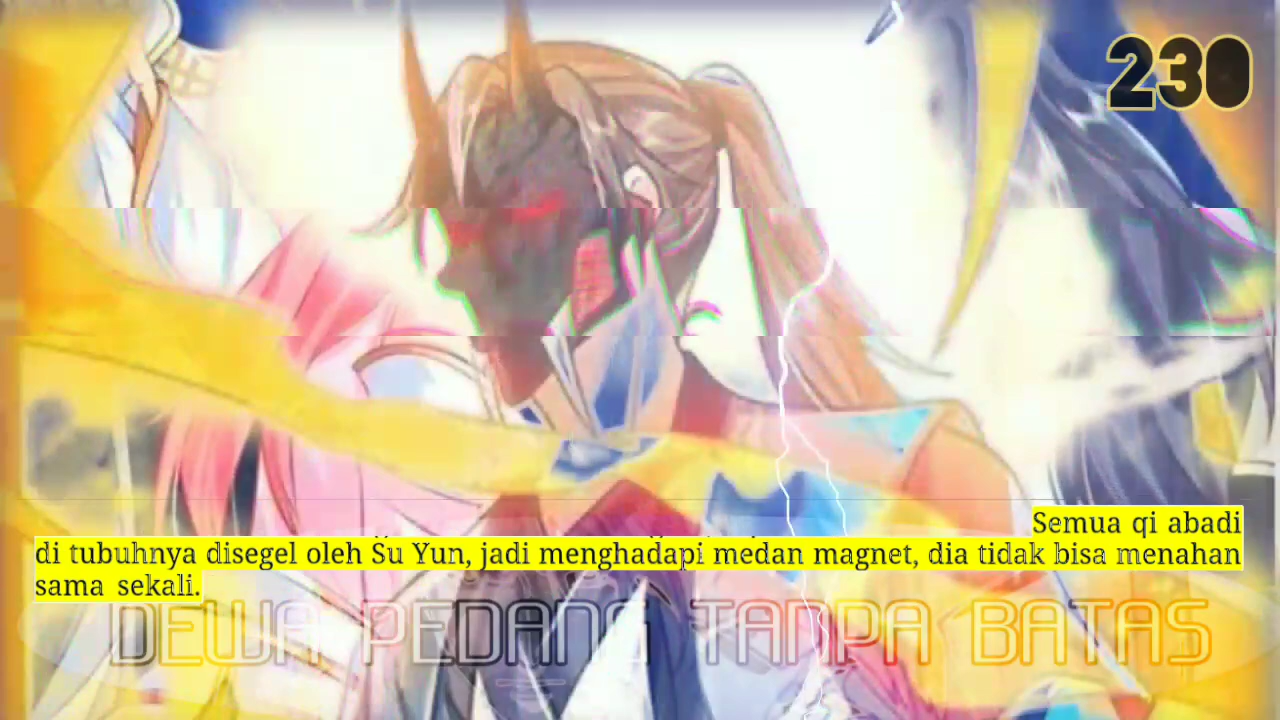 230
Semua qi abadi
di tubuhnya disegel oleh Su Yun, jadi menghadapi medan magnet, dia tidak bisa menahan
sama sekali.
DEWA PEDANG TANPA BATAS